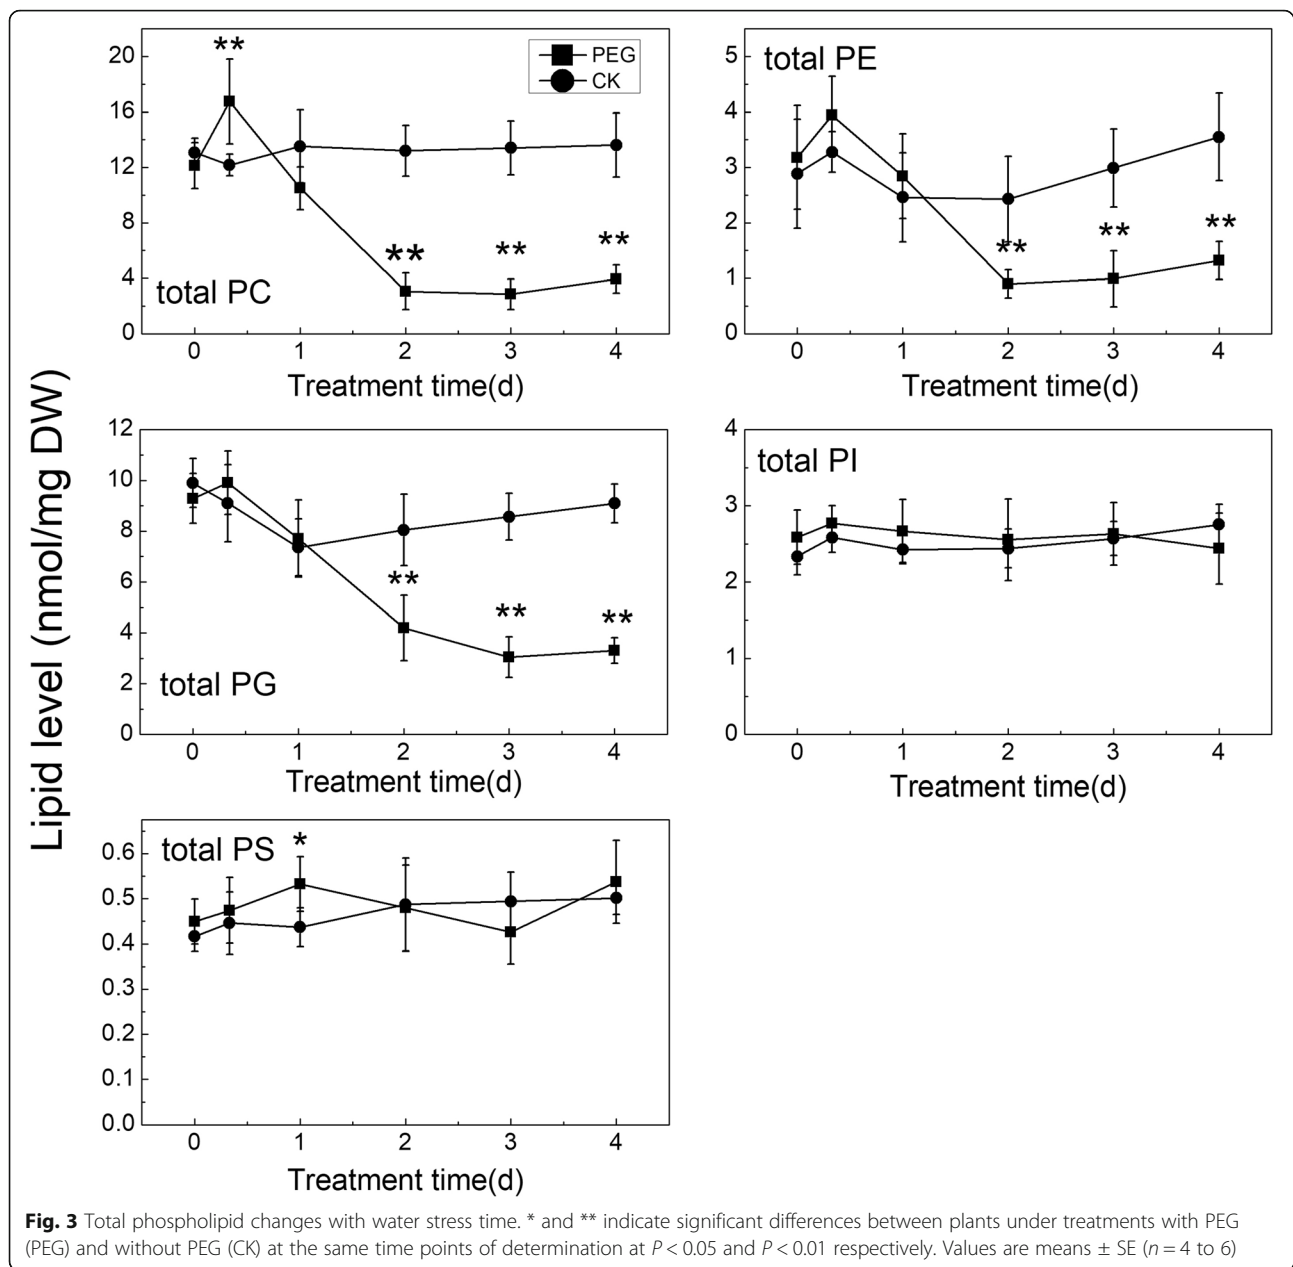 Lipid level (nmol/mg DW)
20
16
12
8
4
0
**
**
**
**
PEG
CK
total PC
0 1 2 3 4
Treatment time(d)
5
4
3
2
1
0
total PE
**
**
**
0 1 2 3 4
Treatment time(d)
12
10
8
6
4
2
0
**
**
**
total PG
0 1 2 3 4
Treatment time(d)
4
3
2
1
0
total PI
0 1 2 3 4
Treatment time(d)
0.6
0.5
0.4
0.3
0.2
0.1
0.0
total PS
*
0 1 2 3 4
Treatment time(d)
Fig. 3 Total phospholipid changes with water stress time. * and ** indicate significant differences between plants under treatments with PEG
(PEG) and without PEG (CK) at the same time points of determination at P < 0.05 and P < 0.01 respectively. Values are means ± SE (n = 4 to 6)